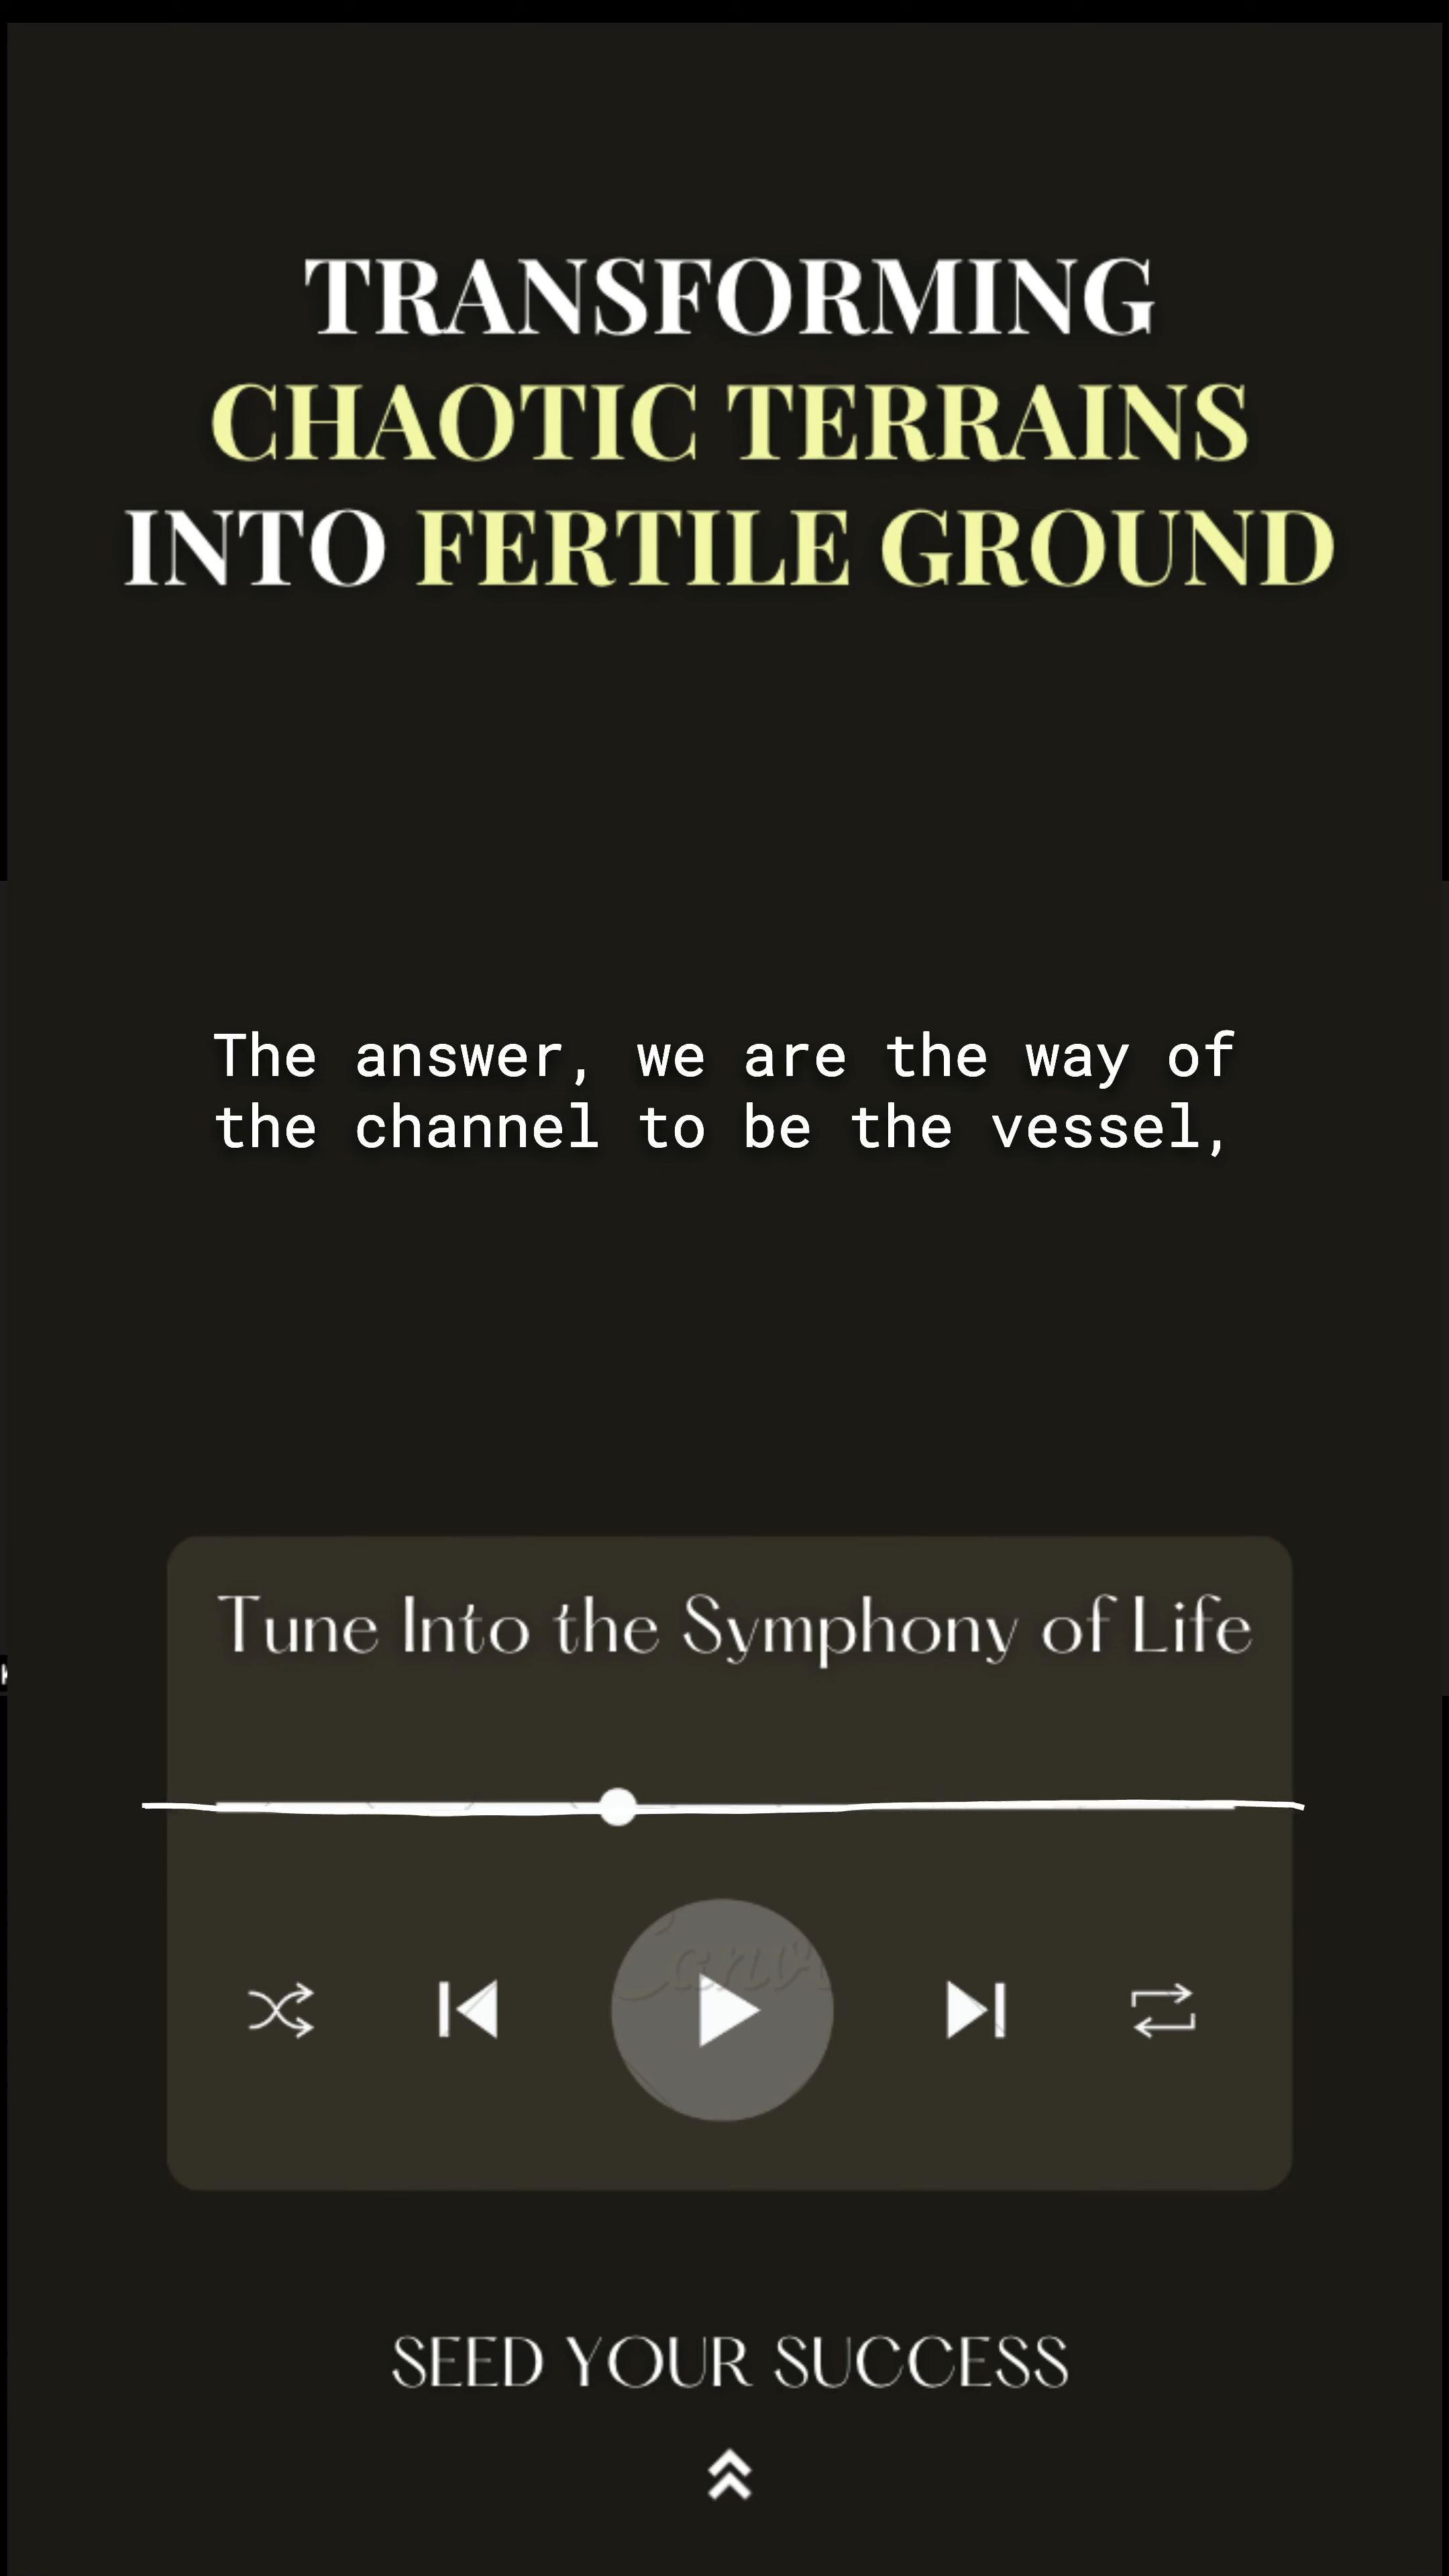 TRANSFORMING
CHAOTIC TERRAINS
INTO FERTILE GROUND
The answer, we are the way of
the channel to be the vessel,
Tune Into the Symphony of Life
SEED YOUR SUCCESS